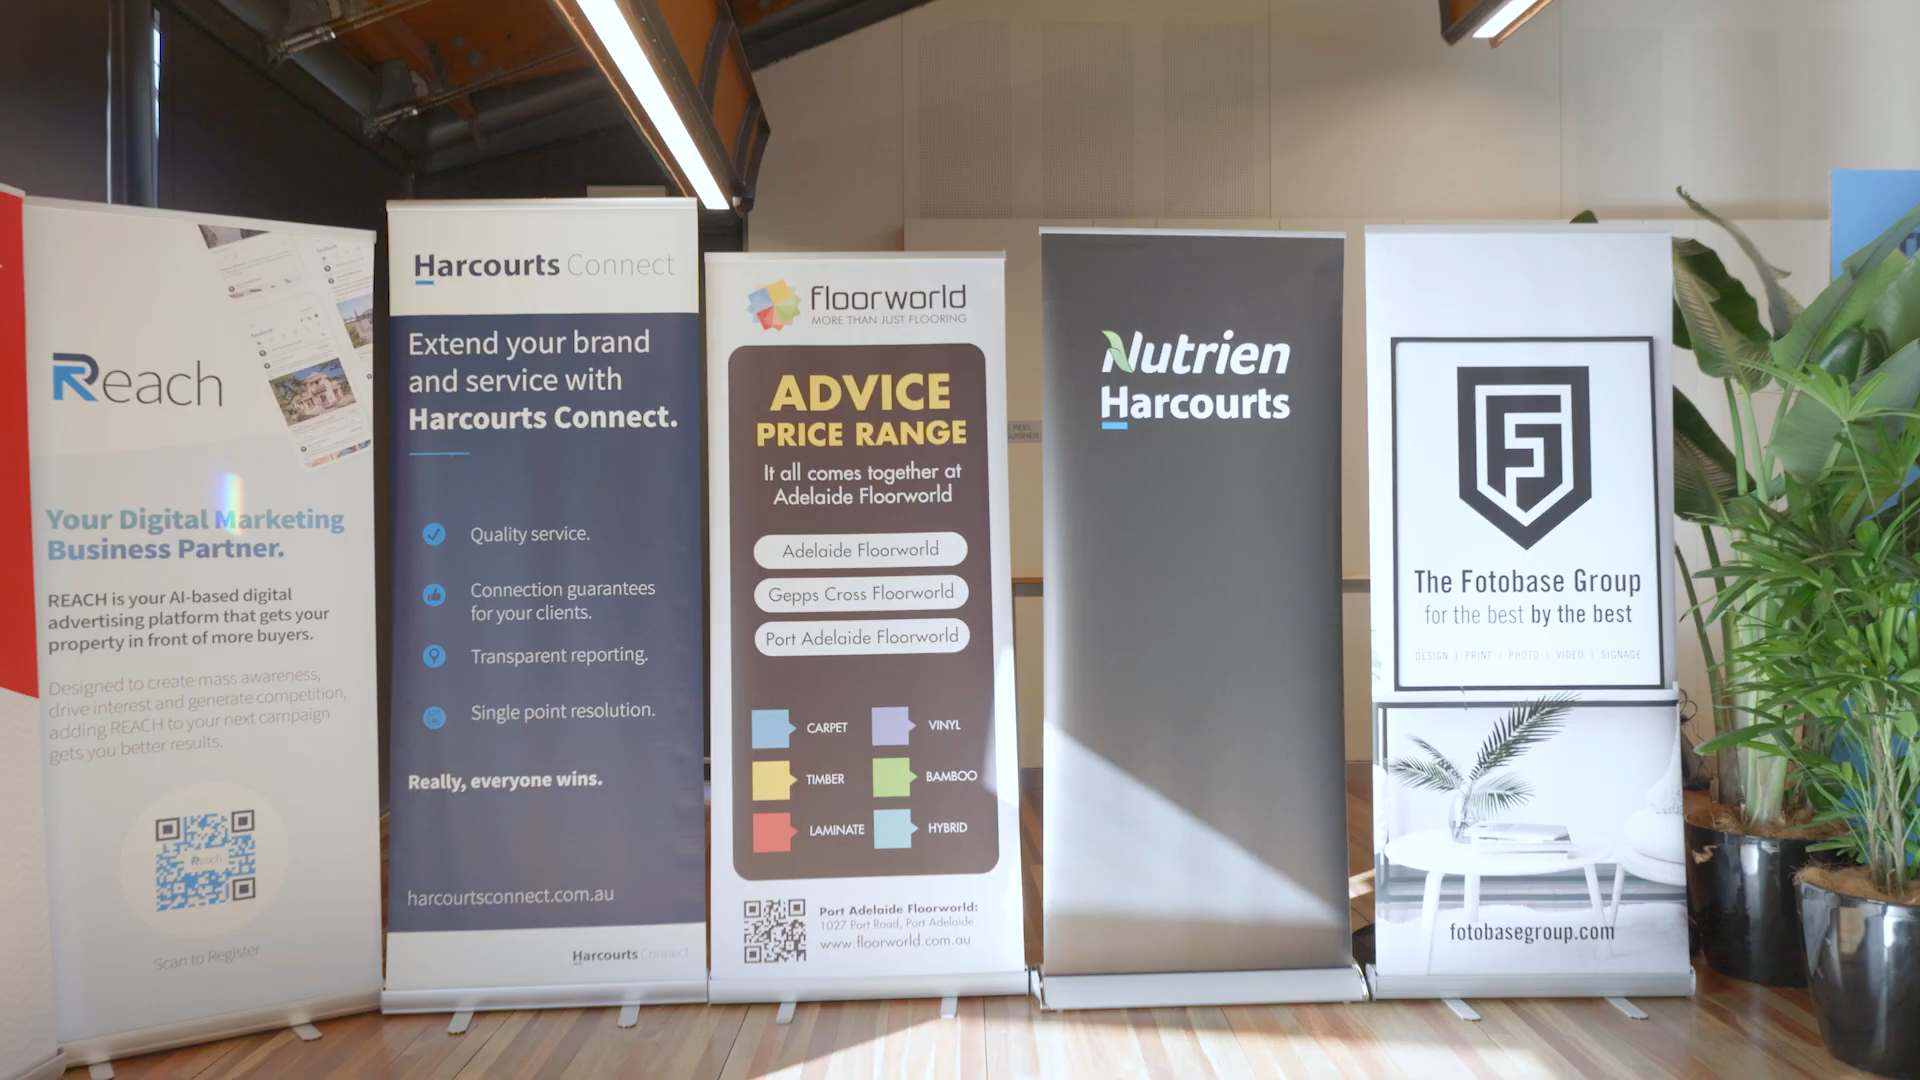 Reach
Your Digital Marketing
Business Partner.
REACH is your AI-based digital
advertising platform that gets your
property in front of more buyers.
Designed to create mass awareness,
drive interest and generate competition,
adding REACH to your next campaign
gets you better results.
Reach
Scan to Register
Harcourts Connect
Extend your brand
and service with
Harcourts Connect.
Quality service.
Connection guarantees
for your clients.
Transparent reporting.
Single point resolution.
Really, everyone wins.
harcourtsconnect.com.au
Harcourts Connect
floorworld
MORE THAN JUST FLOORING
ADVICE
PRICE RANGE
It all comes together at
Adelaide Floorworld
Adelaide Floorworld
Gepps Cross Floorworld
Port Adelaide Floorworld
CARPET VINYL
TIMBER BAMBOO
LAMINATE HYBRID
Port Adelaide Floorworld:
1027 Port Road, Port Adelaide
www.floorworld.com.au
REEL
Nutrien
Harcourts
The Fotobase Group
for the best by the best
DESIGN | PRINT | PHOTO | VIDEO | SIGNAGE
fotobasegroup.com